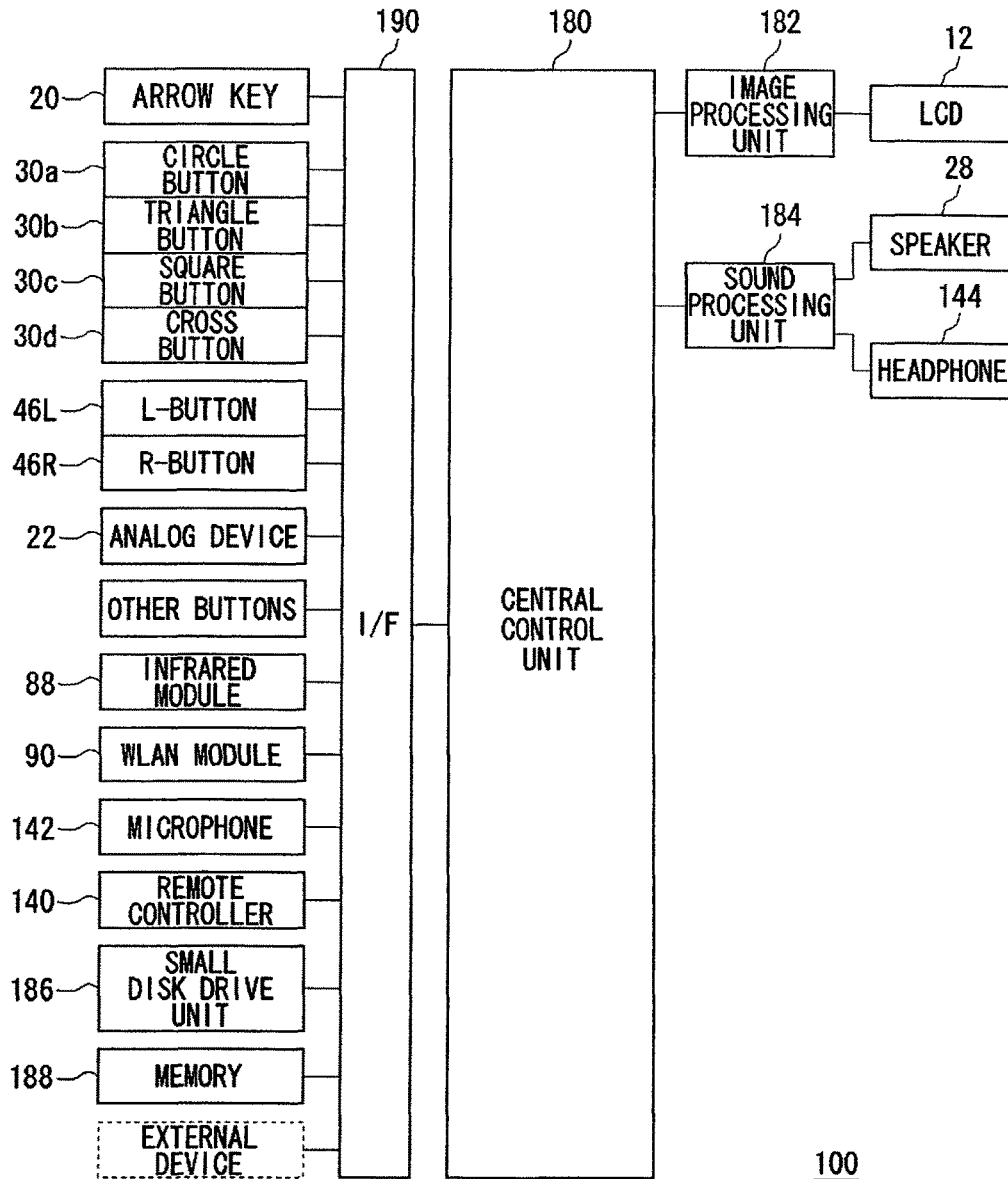 190
180
182
12
20
ARROW KEY
IMAGE
PROCESSING
UNIT
LCD
30a
CIRCLE
BUTTON
30b
TRIANGLE
BUTTON
28
184
SPEAKER
30c
SQUARE
BUTTON
SOUND
PROCESSING
UNIT
144
30d
CROSS
BUTTON
HEADPHONE
46L
L-BUTTON
46R
R-BUTTON
22
ANALOG DEVICE
OTHER BUTTONS
I/F
CENTRAL
CONTROL
UNIT
88
INFRARED
MODULE
90
WLAN MODULE
142
MICROPHONE
140
REMOTE
CONTROLLER
186
SMALL
DISK DRIVE
UNIT
188
MEMORY
EXTERNAL
DEVICE
100